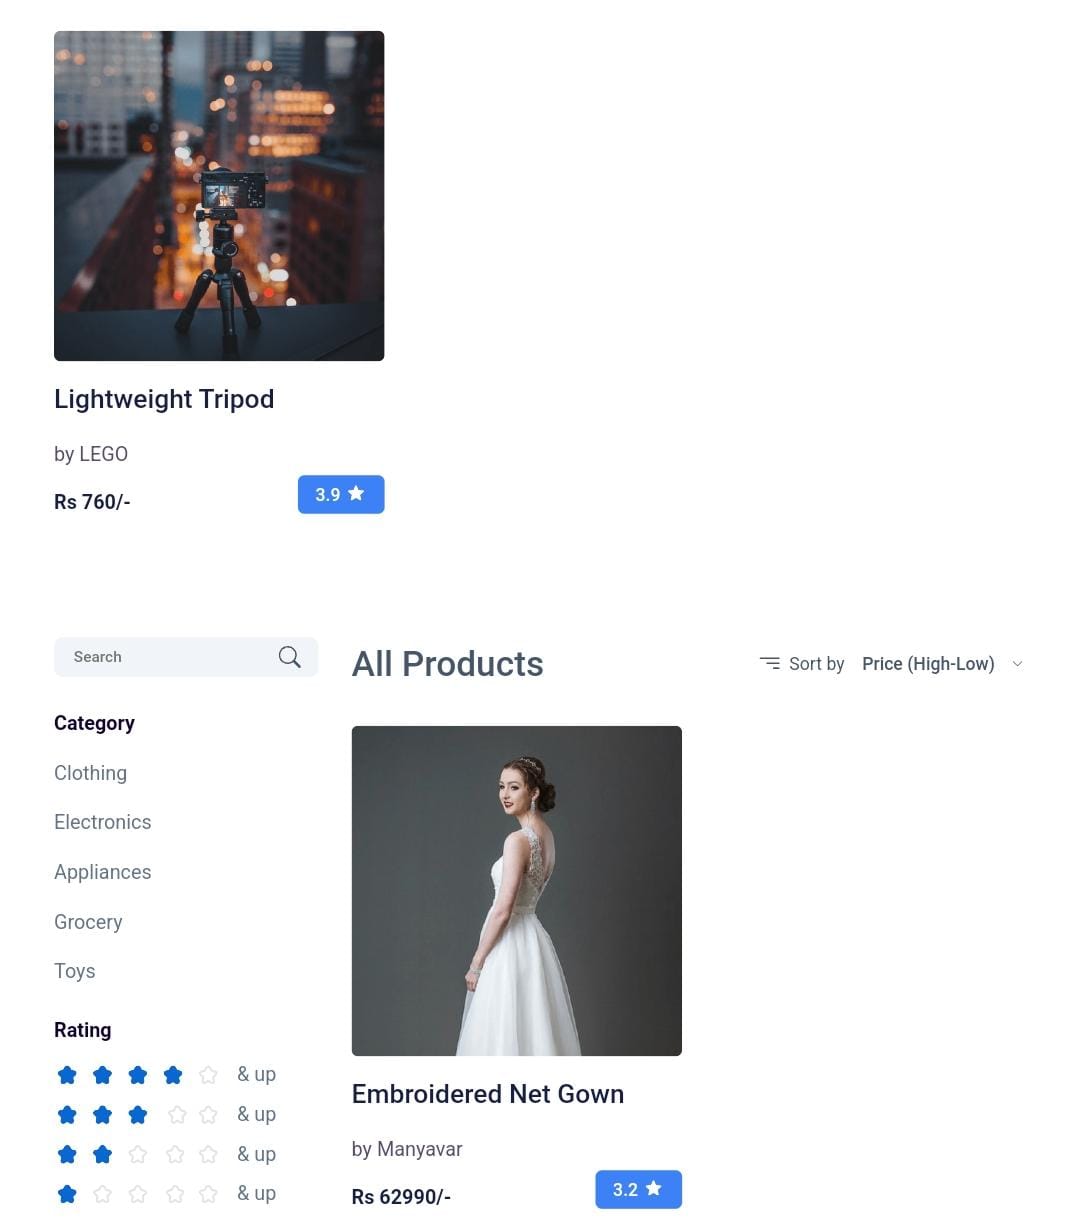 Lightweight Tripod
by LEGO
Rs 760/-
3.9
Search
All Products
Sort by Price (High-Low)
Category
Clothing
Electronics
Appliances
Grocery
Toys
Rating
& up
& up
& up
& up
Embroidered Net Gown
by Manyavar
Rs 62990/-
3.2